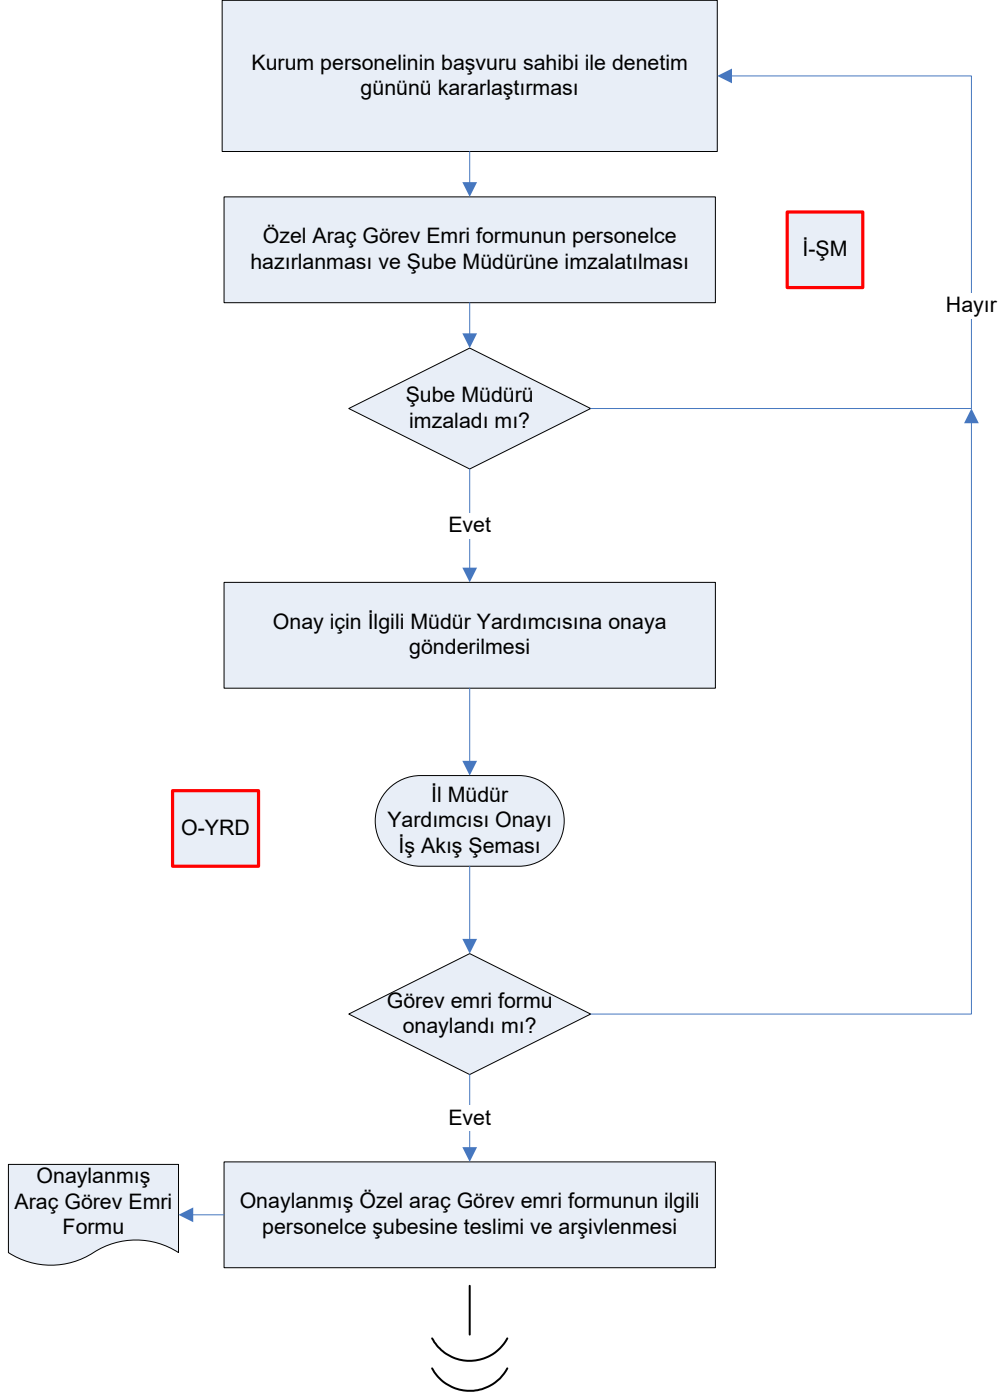 Kurum personelinin başvuru sahibi ile denetim
gününü kararlaştırması
Özel Araç Görev Emri formunun personelce
hazırlanması ve Şube Müdürüne imzalatılması
İ-ŞM
Hayır
Şube Müdürü
imzaladı mı?
Evet
Onay için İlgili Müdür Yardımcısına onaya
gönderilmesi
İl Müdür
Yardımcısı Onayı
İş Akış Şeması
O-YRD
Görev emri formu
onaylandı mı?
Evet
Onaylanmış
Araç Görev Emri
Formu
Onaylanmış Özel araç Görev emri formunun ilgili
personelce şubesine teslimi ve arşivlenmesi